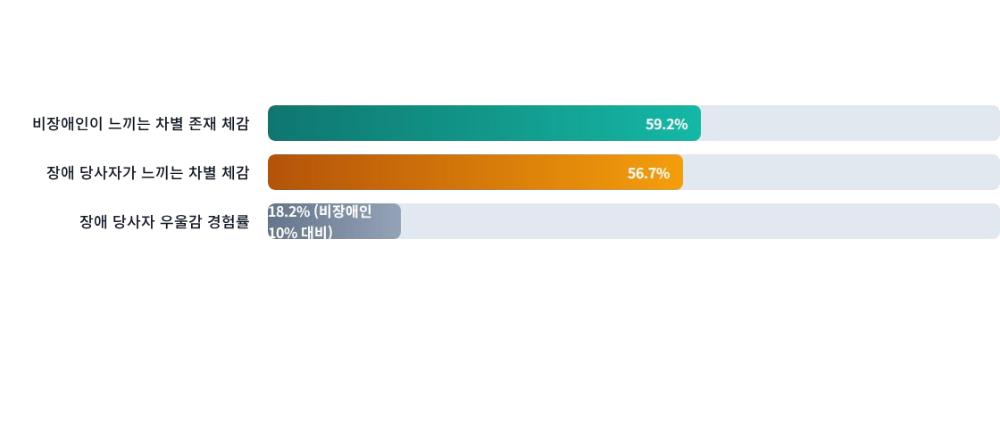 비장애인이 느끼는 차별 존재 체감
59.2%
장애 당사자가 느끼는 차별 체감
56.7%
장애 당사자 우울감 경험률
18.2% (비장애인
10% 대비)